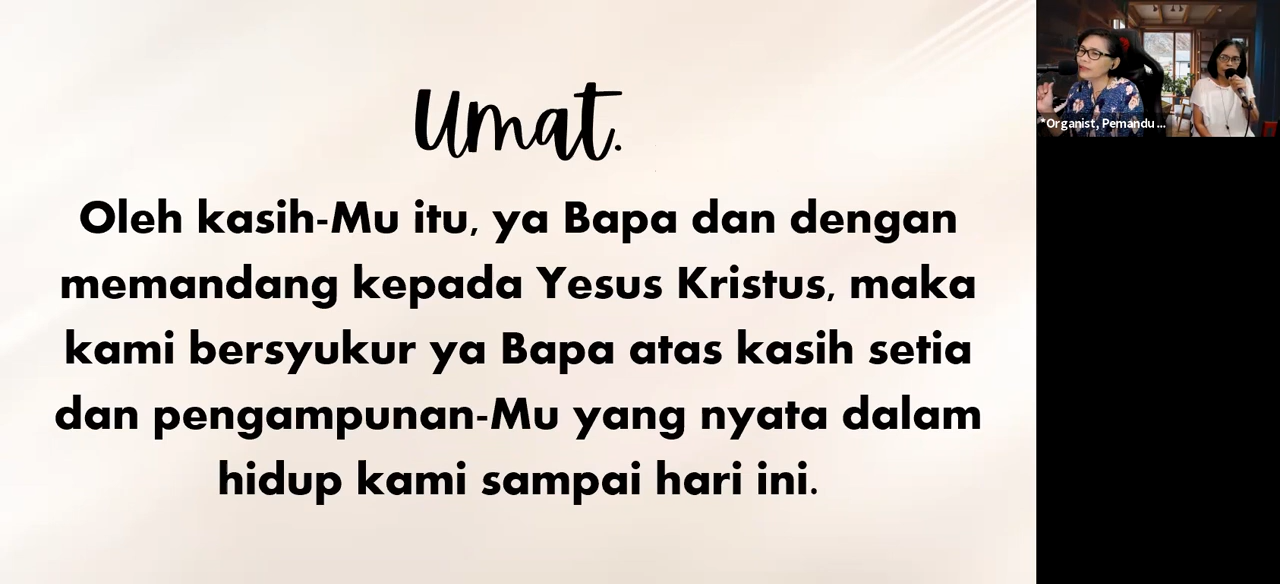 Umat.
Oleh kasih-Mu itu, ya Bapa dan dengan
memandang kepada Yesus Kristus, maka
kami bersyukur ya Bapa atas kasih setia
dan pengampunan-Mu yang nyata dalam
hidup kami sampai hari ini.
*Organist, Pemandu ...